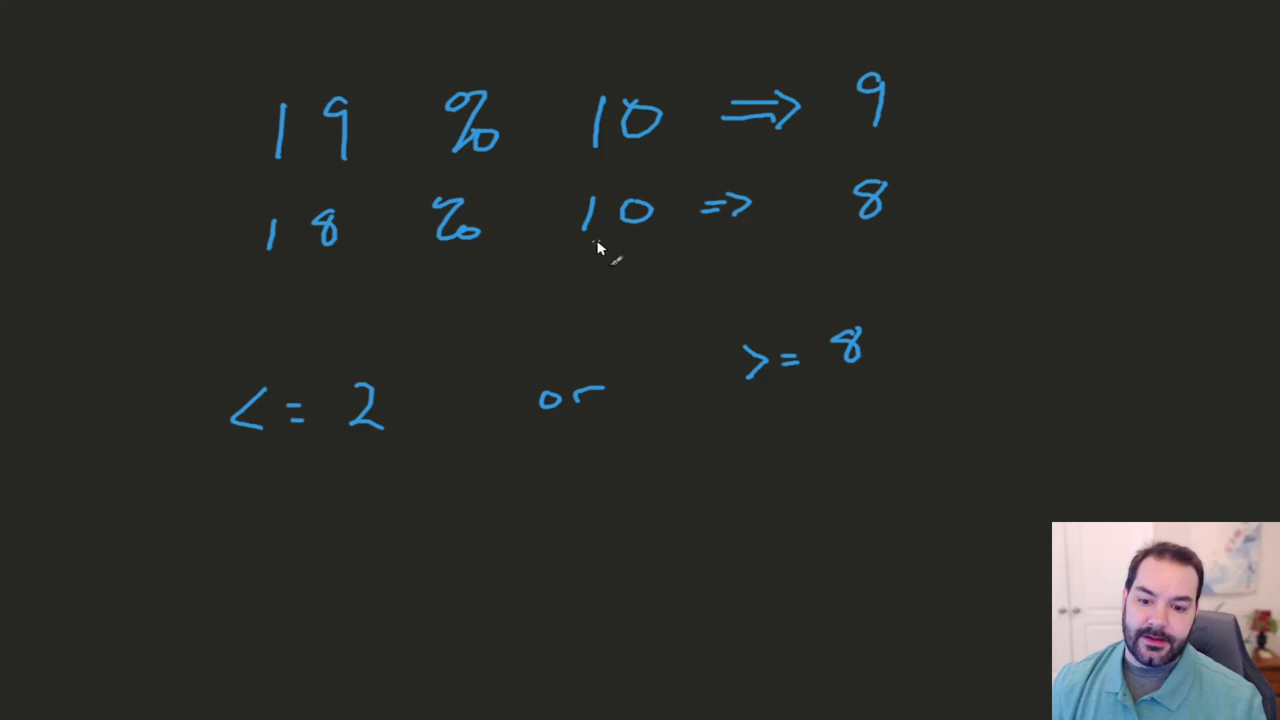 19 % 10 => 9
18 % 10 => 8
<= 2 or >= 8